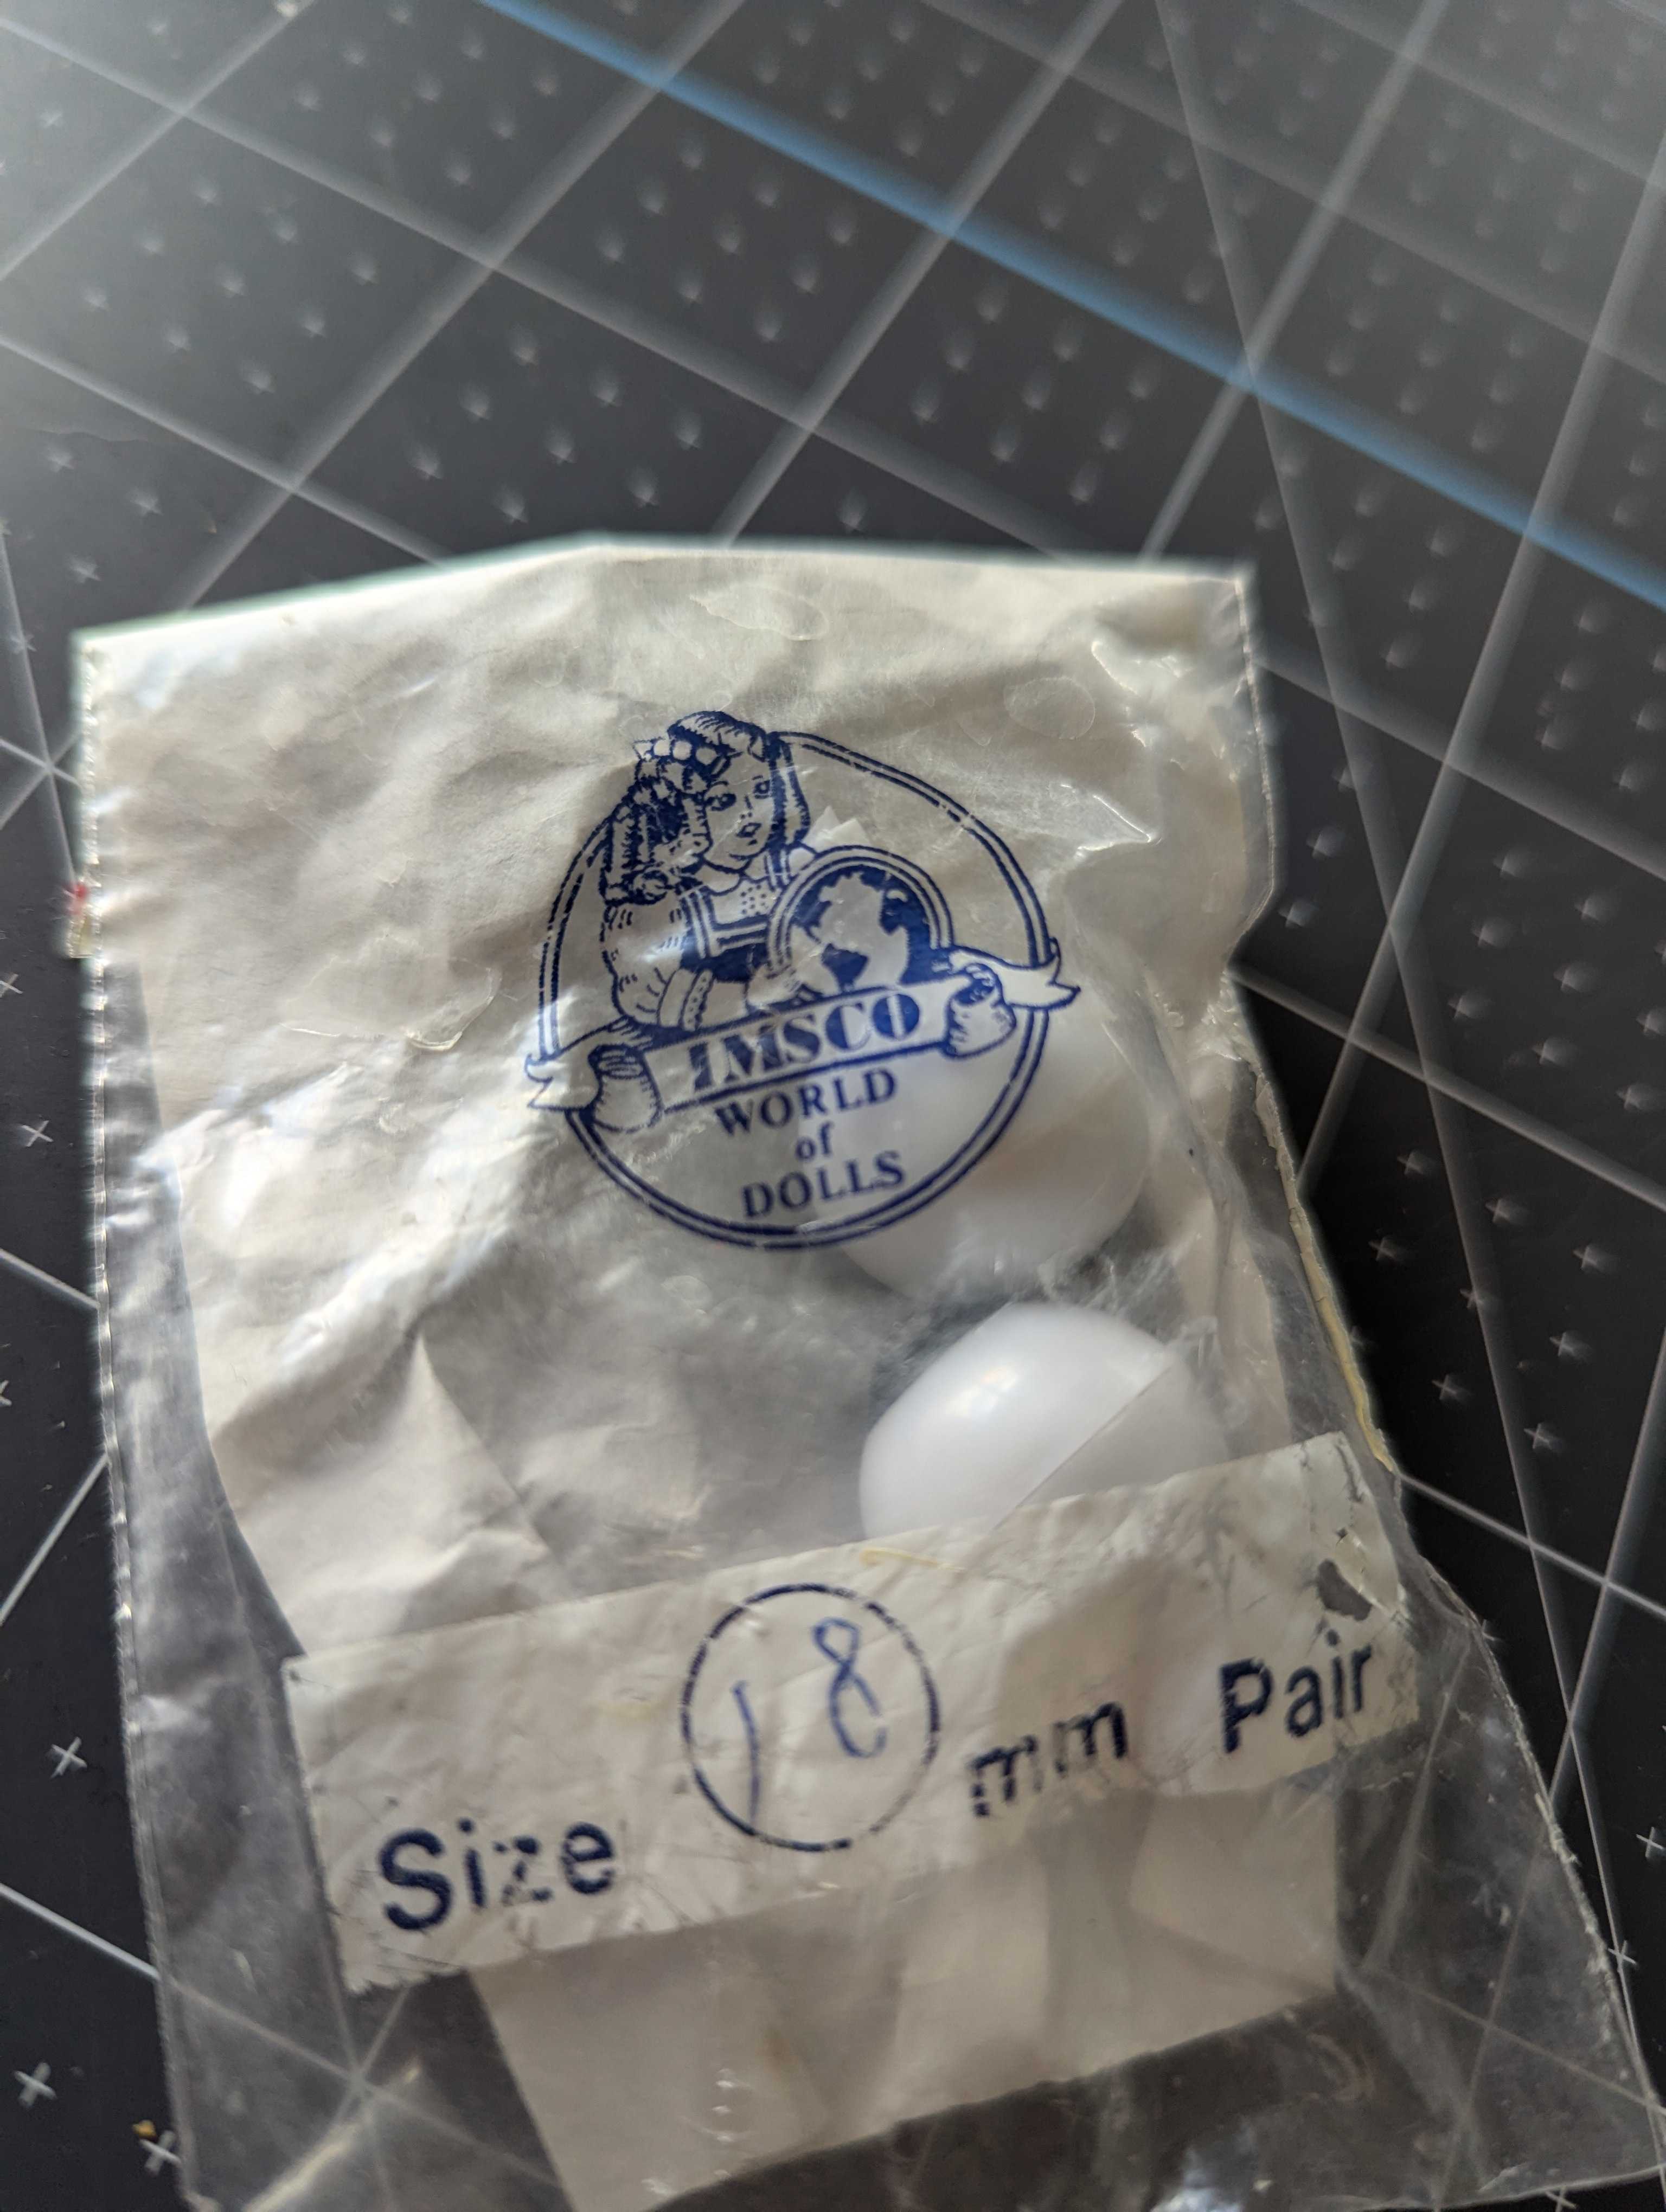 IMSCO
WORLD
of
DOLLS
Size 18 mm Pair